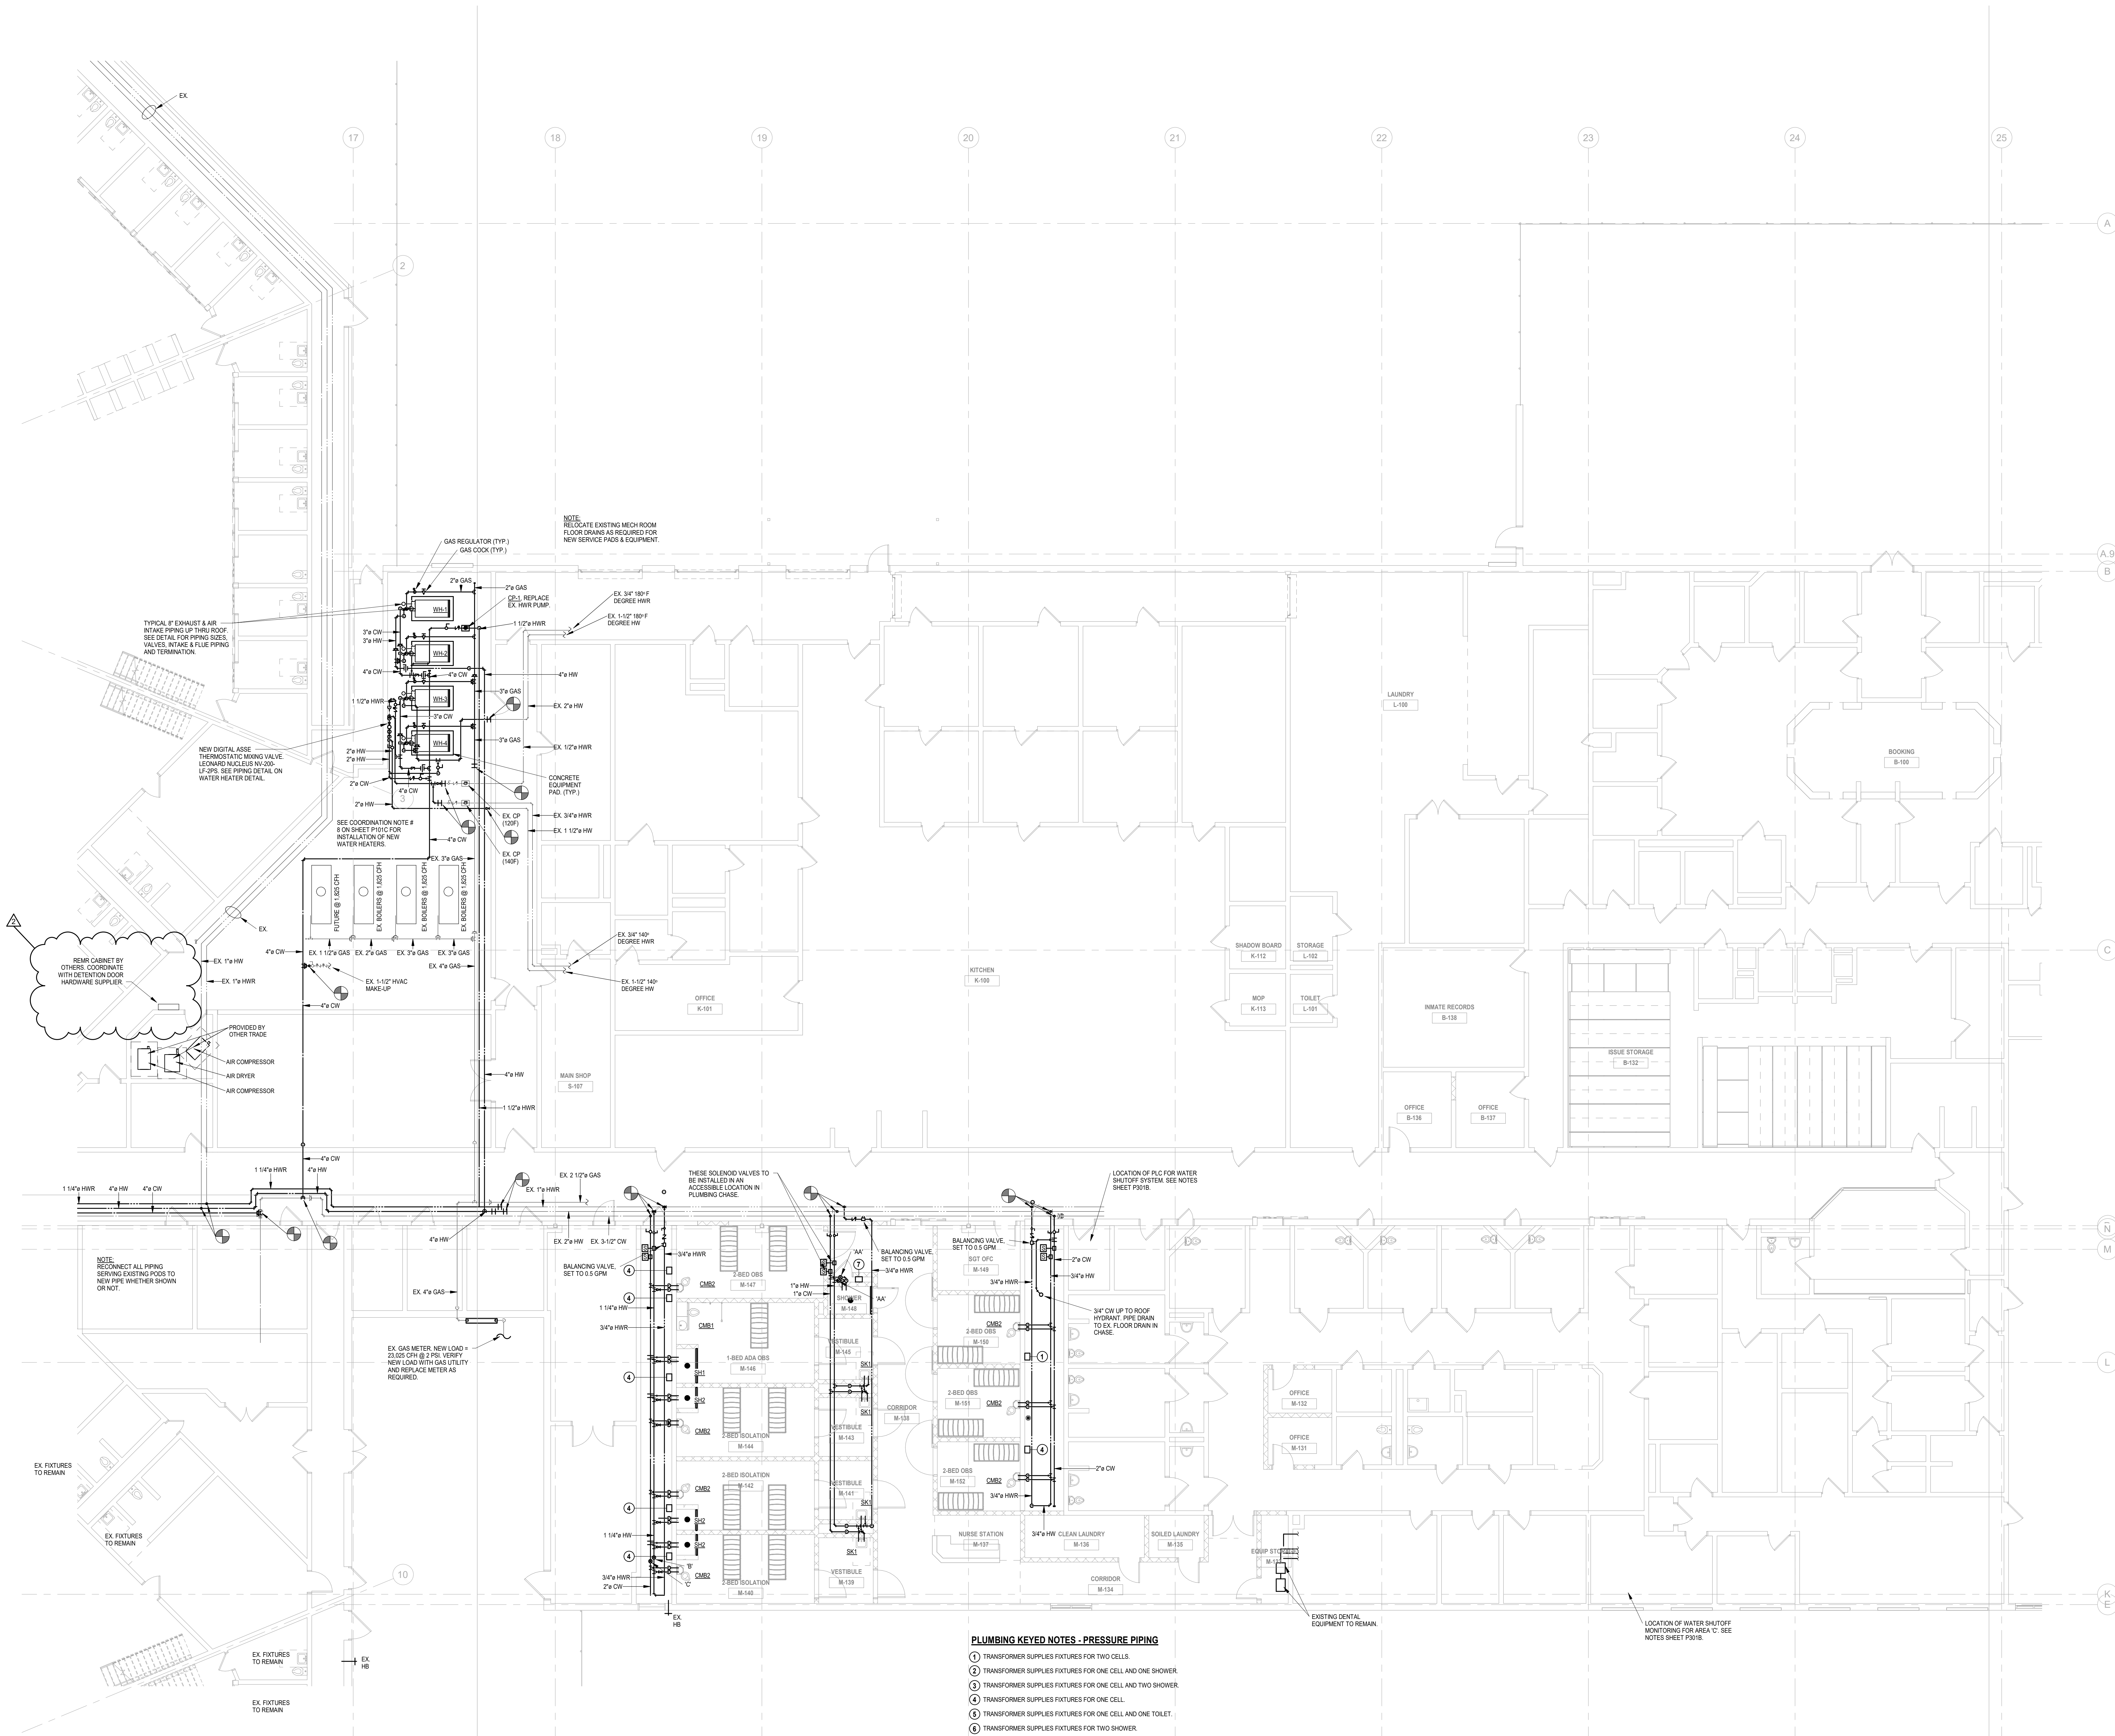 EX.
17
18
19
20
21
22
23
24
25
A
2
NOTE:
RELOCATE EXISTING MECH ROOM
FLOOR DRAINS AS REQUIRED FOR
NEW SERVICE PADS & EQUIPMENT.
GAS REGULATOR (TYP.)
GAS COCK (TYP.)
A.9
B
2"ø GAS
2"ø GAS
CP-1, REPLACE
EX. HWR PUMP.
EX. 3/4" 180º F
DEGREE HWR
EX. 1-1/2" 180º F
DEGREE HW
WH-1
1 1/2"ø HWR
TYPICAL 8" EXHAUST & AIR
INTAKE PIPING UP THRU ROOF.
SEE DETAIL FOR PIPING SIZES,
VALVES, INTAKE & FLUE PIPING
AND TERMINATION.
3"ø CW
3"ø HW
WH-2
4"ø CW
4"ø CW
4"ø HW
3"ø GAS
WH-3
1 1/2"ø HWR
3"ø CW
EX. 2"ø HW
LAUNDRY
L-100
3"ø GAS
WH-4
EX. 1/2"ø HWR
NEW DIGITAL ASSE
THERMOSTATIC MIXING VALVE.
LEONARD NUCLEUS NV-200-
LF-2PS. SEE PIPING DETAIL ON
WATER HEATER DETAIL.
2"ø HW
2"ø HW
2"ø CW
4"ø CW
3
2"ø HW
CONCRETE
EQUIPMENT
PAD. (TYP.)
BOOKING
B-100
EX. CP
(120F)
EX. 3/4"ø HWR
EX. 1 1/2"ø HW
SEE COORDINATION NOTE #
8 ON SHEET P101C FOR
INSTALLATION OF NEW
WATER HEATERS.
4"ø CW
EX. CP
(140F)
EX. 3"ø GAS
FUTURE @ 1,625 CFH
EX. BOILERS @ 1,625 CFH
EX. BOILERS @ 1,625 CFH
EX. BOILERS @ 1,625 CFH
2
EX.
4"ø CW
EX. 1 1/2"ø GAS
EX. 2"ø GAS
EX. 3"ø GAS
EX. 3"ø GAS
EX. 4"ø GAS
EX. 3/4" 140º
DEGREE HWR
EX. 1-1/2" 140º
DEGREE HW
SHADOW BOARD
K-112
STORAGE
L-102
C
REMR CABINET BY
OTHERS. COORDINATE
WITH DETENTION DOOR
HARDWARE SUPPLIER.
EX. 1"ø HW
EX. 1"ø HWR
EX. 1-1/2" HVAC
MAKE-UP
KITCHEN
K-100
OFFICE
K-101
MOP
K-113
TOILET
L-101
INMATE RECORDS
B-138
4"ø CW
PROVIDED BY
OTHER TRADE
AIR COMPRESSOR
AIR DRYER
AIR COMPRESSOR
ISSUE STORAGE
B-132
4"ø HW
MAIN SHOP
S-107
1 1/2"ø HWR
OFFICE
B-136
OFFICE
B-137
4"ø CW
1 1/4"ø HWR
4"ø HW
1 1/4"ø HWR
4"ø HW
4"ø CW
EX. 2 1/2"ø GAS
EX. 1"ø HWR
THESE SOLENOID VALVES TO
BE INSTALLED IN AN
ACCESSIBLE LOCATION IN
PLUMBING CHASE.
LOCATION OF PLC FOR WATER
SHUTOFF SYSTEM. SEE NOTES
SHEET P301B.
4"ø HW
EX. 2"ø HW
EX. 3-1/2" CW
N
M
NOTE:
RECONNECT ALL PIPING
SERVING EXISTING PODS TO
NEW PIPE WHETHER SHOWN
OR NOT.
BALANCING VALVE,
SET TO 0.5 GPM
3/4"ø HWR
4
2-BED OBS
M-147
CMB2
'AA'
7
BALANCING VALVE,
SET TO 0.5 GPM
3/4"ø HWR
BALANCING VALVE,
SET TO 0.5 GPM
SGT OFC
M-149
2"ø CW
3/4"ø HW
3/4"ø HWR
1"ø HW
1"ø CW
'AA'
SHOWER
M-148
EX. 4"ø GAS
4
1 1/4"ø HW
3/4"ø HWR
CMB1
3/4" CW UP TO ROOF
HYDRANT. PIPE DRAIN
TO EX. FLOOR DRAIN IN
CHASE.
CMB2
2-BED OBS
M-150
VESTIBULE
M-145
1
EX. GAS METER. NEW LOAD =
23,025 CFH @ 2 PSI. VERIFY
NEW LOAD WITH GAS UTILITY
AND REPLACE METER AS
REQUIRED.
1-BED ADA OBS
M-146
SH1
4
SH2
SK1
L
2-BED OBS
M-151
CMB2
OFFICE
M-132
SK1
CORRIDOR
M-138
CMB2
2-BED ISOLATION
M-144
VESTIBULE
M-143
4
OFFICE
M-131
EX. FIXTURES
TO REMAIN
2-BED ISOLATION
M-142
CMB2
VESTIBULE
M-141
2-BED OBS
M-152
CMB2
2"ø CW
3/4"ø HWR
4
SH2
SK1
EX. FIXTURES
TO REMAIN
1 1/4"ø HW
SH2
SK1
NURSE STATION
M-137
3/4"ø HW
CLEAN LAUNDRY
M-136
SOILED LAUNDRY
M-135
4
'B'
'C'
CMB2
3/4"ø HWR
2"ø CW
2-BED ISOLATION
M-140
VESTIBULE
M-139
CORRIDOR
M-134
10
K
E
EX.
HB
EXISTING DENTAL
EQUIPMENT TO REMAIN.
LOCATION OF WATER SHUTOFF
MONITORING FOR AREA 'C'. SEE
NOTES SHEET P301B.
EX. FIXTURES
TO REMAIN
EX.
HB
EX. FIXTURES
TO REMAIN
PLUMBING KEYED NOTES - PRESSURE PIPING
1 TRANSFORMER SUPPLIES FIXTURES FOR TWO CELLS.
2 TRANSFORMER SUPPLIES FIXTURES FOR ONE CELL AND ONE SHOWER.
3 TRANSFORMER SUPPLIES FIXTURES FOR ONE CELL AND TWO SHOWER.
4 TRANSFORMER SUPPLIES FIXTURES FOR ONE CELL.
5 TRANSFORMER SUPPLIES FIXTURES FOR ONE CELL AND ONE TOILET.
6 TRANSFORMER SUPPLIES FIXTURES FOR TWO SHOWER.